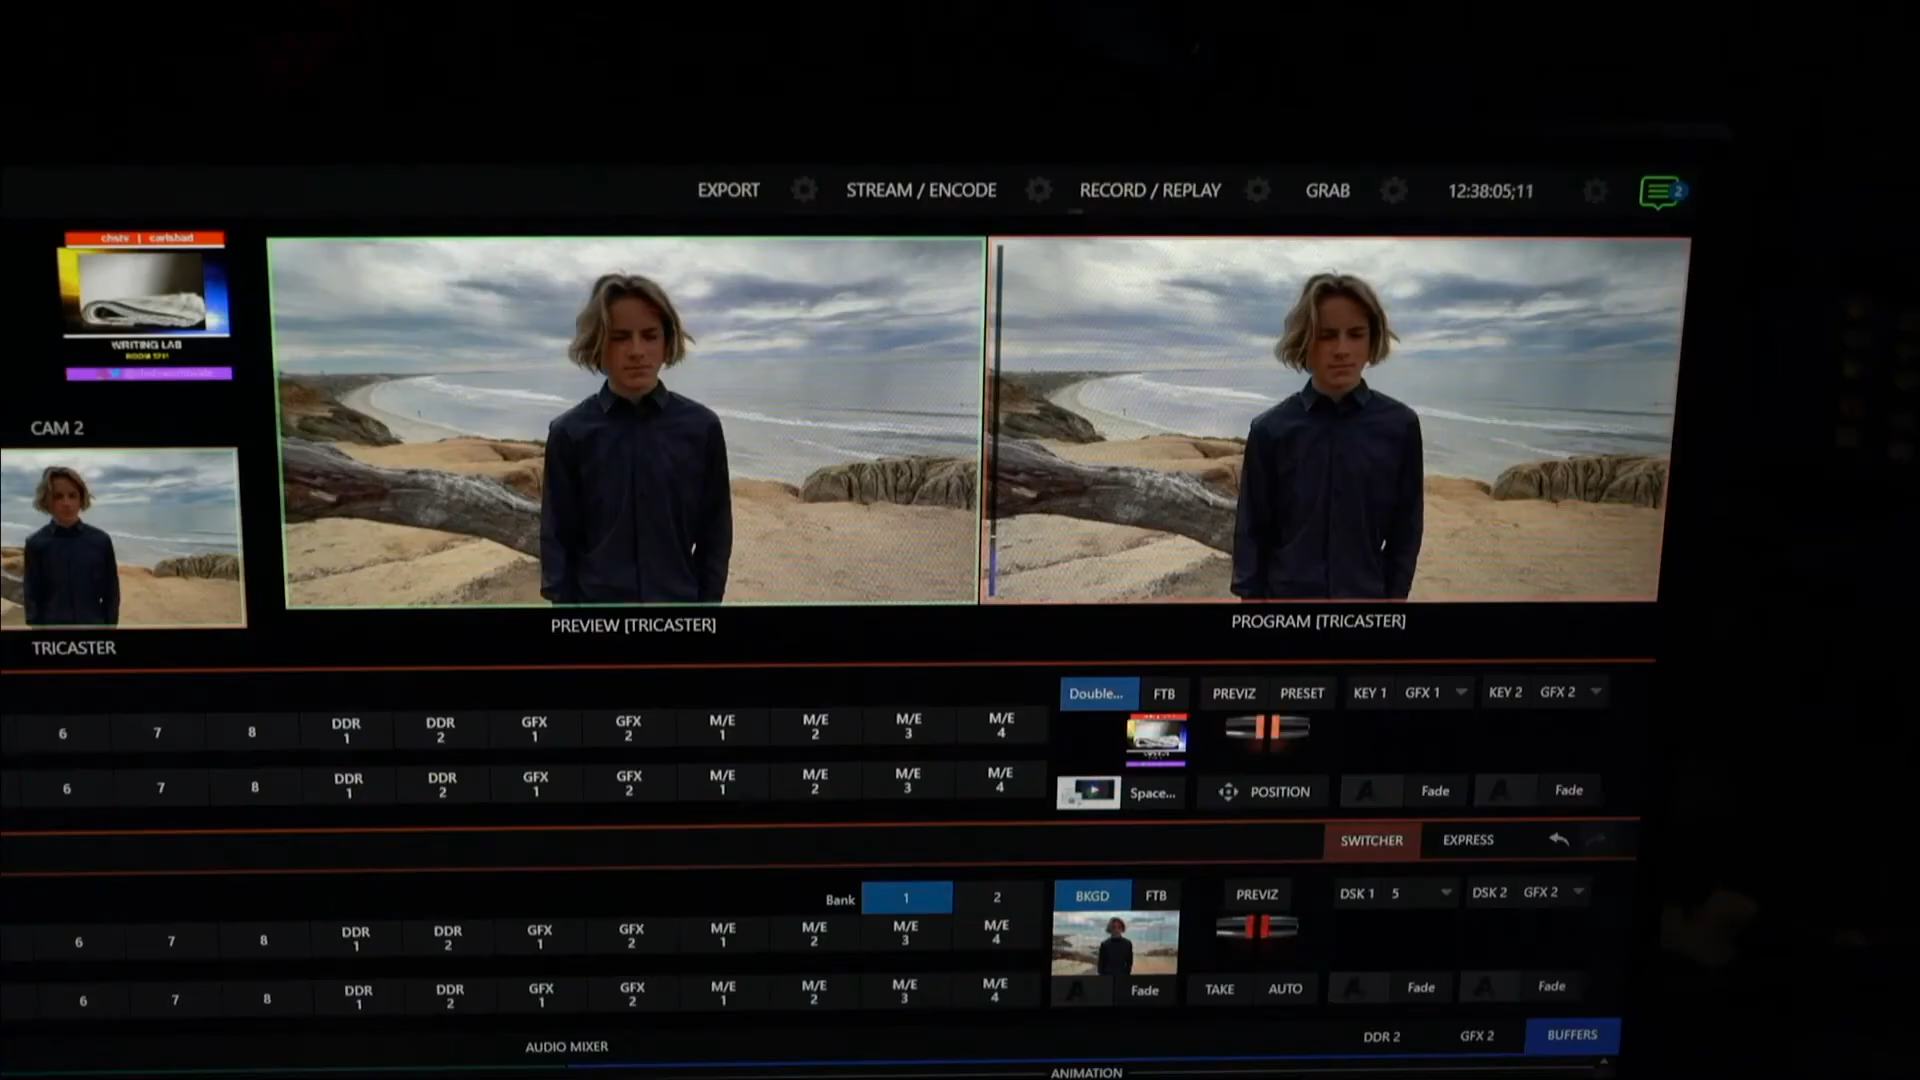 EXPORT
STREAM / ENCODE
RECORD / REPLAY
GRAB
12:38:05;11
2
chstv | carlsbad
WRITING LAB
CAM 2
TRICASTER
PREVIEW [TRICASTER]
PROGRAM [TRICASTER]
Double... FTB PREVIZ PRESET KEY 1 GFX 1 KEY 2 GFX 2
6 7 8 DDR 1 DDR 2 GFX 1 GFX 2 M/E 1 M/E 2 M/E 3 M/E 4
6 7 8 DDR 1 DDR 2 GFX 1 GFX 2 M/E 1 M/E 2 M/E 3 M/E 4
Space... POSITION A Fade A Fade
SWITCHER EXPRESS
Bank 1 2 BKGD FTB PREVIZ DSK 1 5 DSK 2 GFX 2
6 7 8 DDR 1 DDR 2 GFX 1 GFX 2 M/E 1 M/E 2 M/E 3 M/E 4
6 7 8 DDR 1 DDR 2 GFX 1 GFX 2 M/E 1 M/E 2 M/E 3 M/E 4
A Fade TAKE AUTO A Fade A Fade
AUDIO MIXER
DDR 2 GFX 2 BUFFERS
ANIMATION